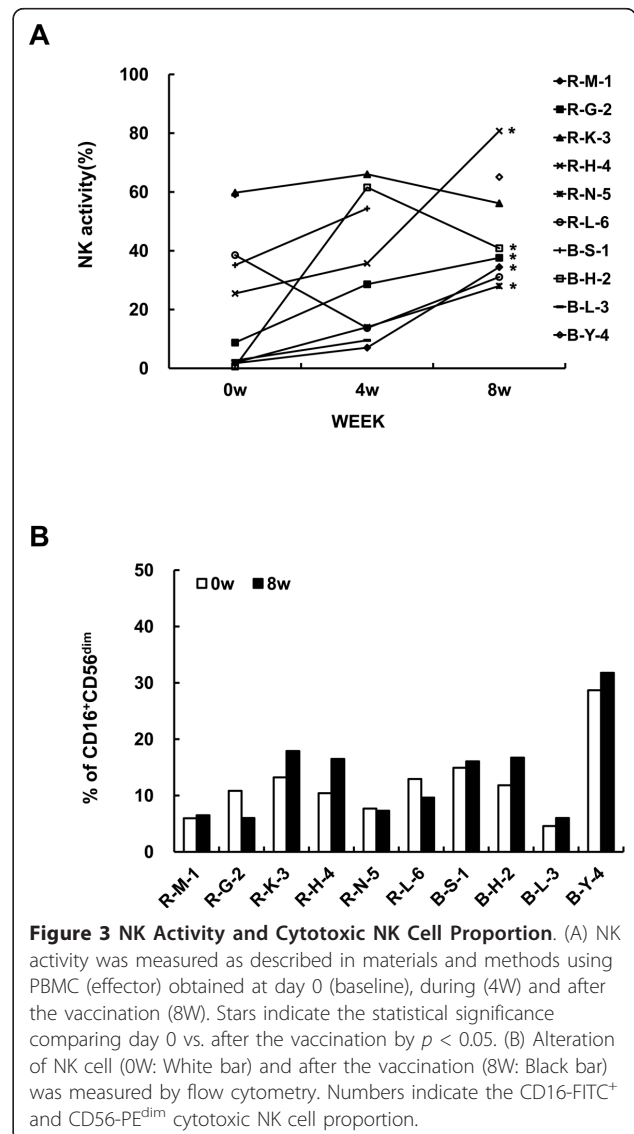 A
100
80
60
40
20
0
NK activity(%)
0w 4w 8w
WEEK
* * * * *
R-M-1
R-G-2
R-K-3
R-H-4
R-N-5
R-L-6
B-S-1
B-H-2
B-L-3
B-Y-4
B
50
40
30
20
10
0
% of CD16⁺CD56ᵈⁱᵐ
0w 8w
R-M-1 R-G-2 R-K-3 R-H-4 R-N-5 R-L-6 B-S-1 B-H-2 B-L-3 B-Y-4
Figure 3 NK Activity and Cytotoxic NK Cell Proportion. (A) NK
activity was measured as described in materials and methods using
PBMC (effector) obtained at day 0 (baseline), during (4W) and after
the vaccination (8W). Stars indicate the statistical significance
comparing day 0 vs. after the vaccination by p < 0.05. (B) Alteration
of NK cell (0W: White bar) and after the vaccination (8W: Black bar)
was measured by flow cytometry. Numbers indicate the CD16-FITC⁺
and CD56-PEᵈⁱᵐ cytotoxic NK cell proportion.